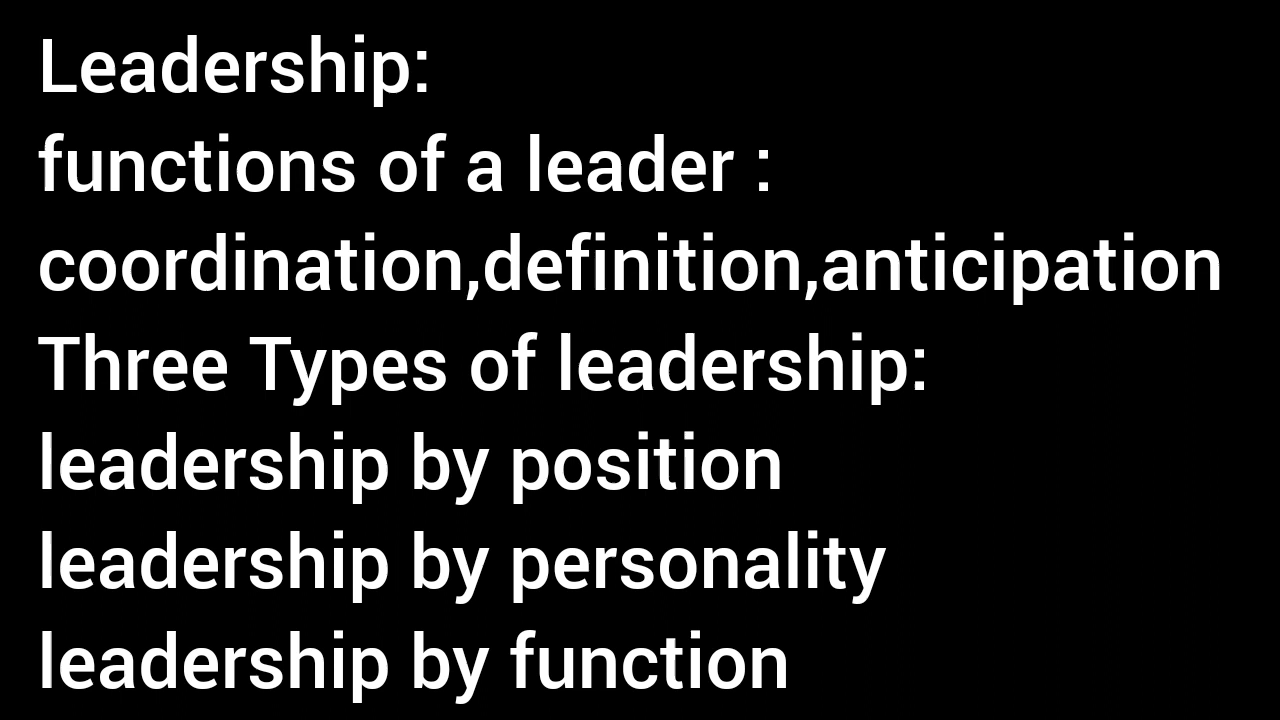 Leadership:
functions of a leader :
coordination,definition,anticipation
Three Types of leadership:
leadership by position
leadership by personality
leadership by function